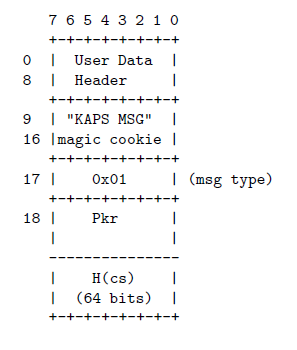 7 6 5 4 3 2 1 0
+-+-+-+-+-+-+-+
0 | User Data |
8 | Header |
+-+-+-+-+-+-+-+
9 | "KAPS MSG" |
16 |magic cookie |
+-+-+-+-+-+-+-+
17 | 0x01 | (msg type)
+-+-+-+-+-+-+-+
18 | Pkr |
| |
---------------
| H(cs) |
| (64 bits) |
+-+-+-+-+-+-+-+